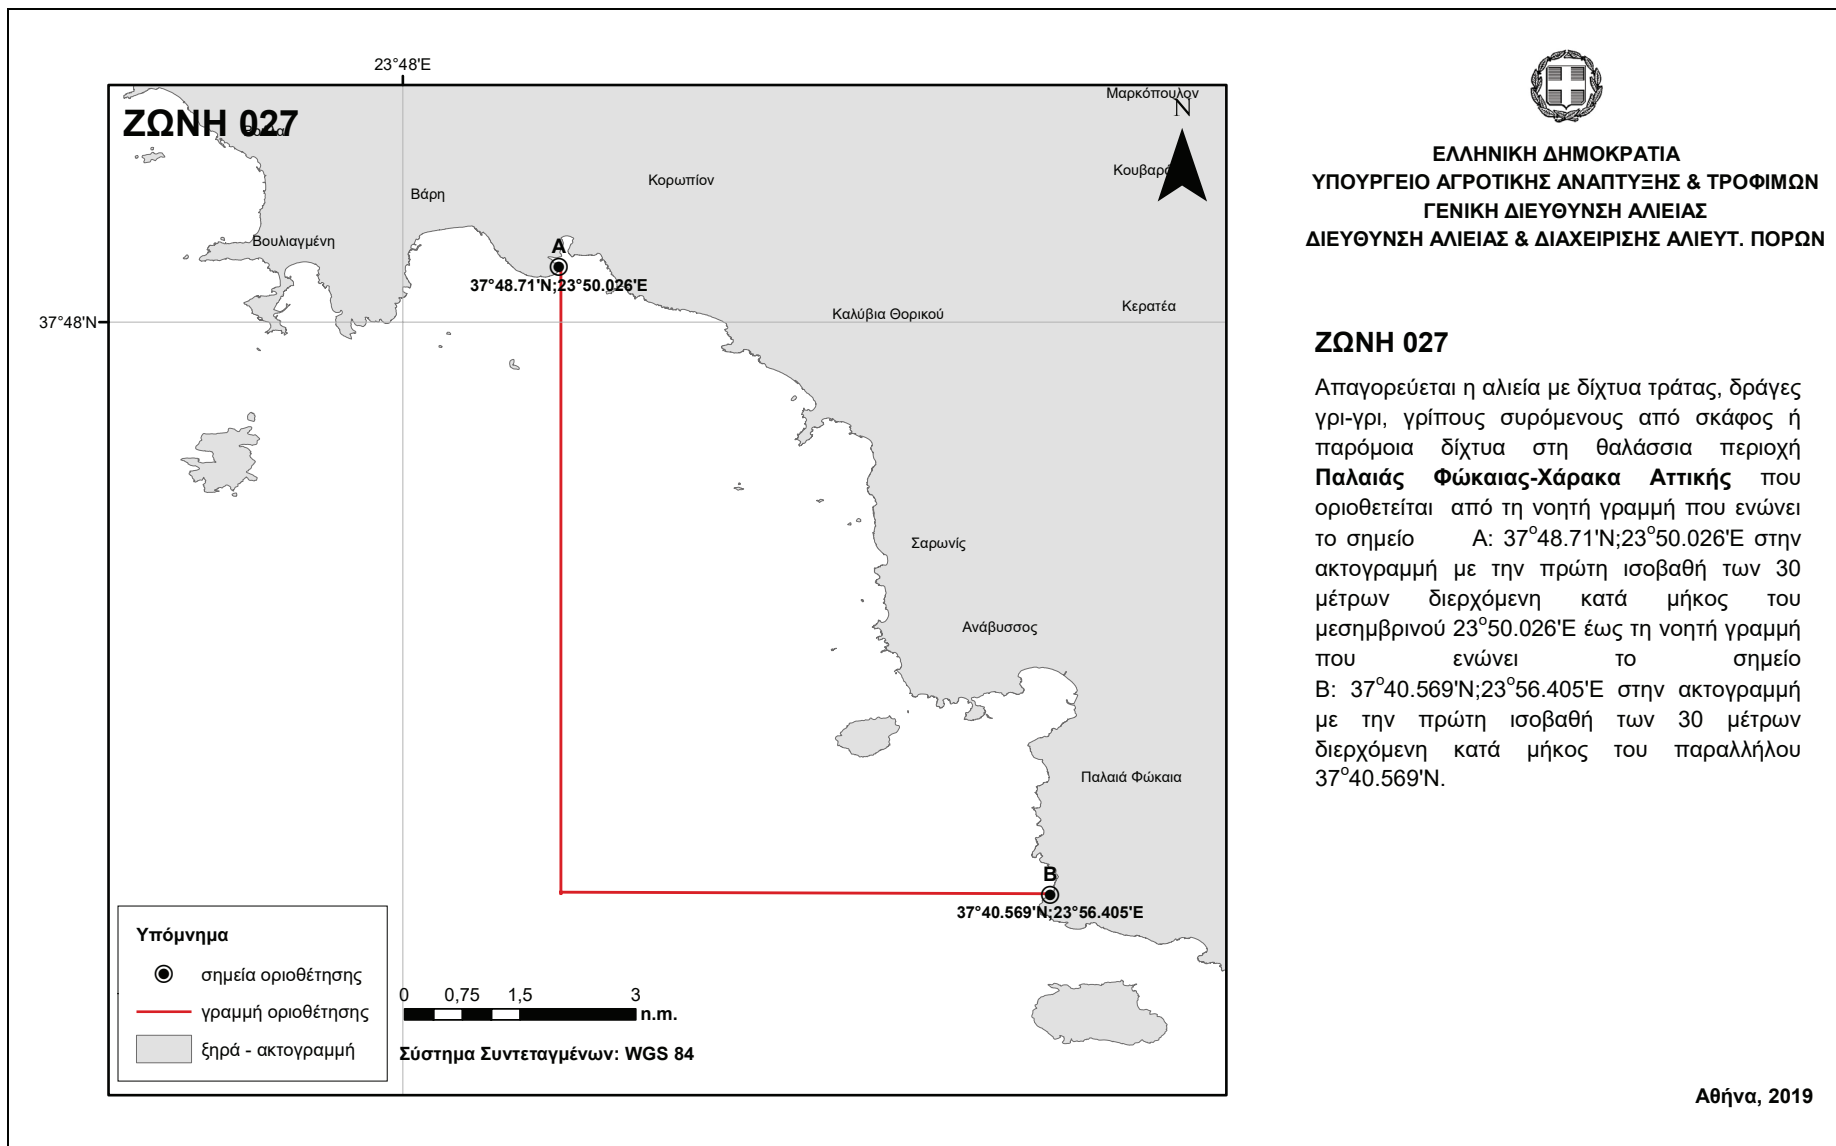 23°48'E
ΖΩΝΗ 027
Μαρκόπουλον
N
Κορωπίον
Βάρη
Βουλιαγμένη
A
37°48.71'N;23°50.026'E
37°48'N
Καλύβια Θορικού
Κερατέα
Σαρωνίς
Ανάβυσσος
Παλαιά Φώκαια
B
37°40.569'N;23°56.405'E
Υπόμνημα
σημεία οριοθέτησης
γραμμή οριοθέτησης
ξηρά - ακτογραμμή
0 0,75 1,5 3
n.m.
Σύστημα Συντεταγμένων: WGS 84
ΕΛΛΗΝΙΚΗ ΔΗΜΟΚΡΑΤΙΑ
ΥΠΟΥΡΓΕΙΟ ΑΓΡΟΤΙΚΗΣ ΑΝΑΠΤΥΞΗΣ & ΤΡΟΦΙΜΩΝ
ΓΕΝΙΚΗ ΔΙΕΥΘΥΝΣΗ ΑΛΙΕΙΑΣ
ΔΙΕΥΘΥΝΣΗ ΑΛΙΕΙΑΣ & ΔΙΑΧΕΙΡΙΣΗΣ ΑΛΙΕΥΤ. ΠΟΡΩΝ
ΖΩΝΗ 027
Απαγορεύεται η αλιεία με δίχτυα τράτας, δράγες
γρι-γρι, γρίπους συρόμενους από σκάφος ή
παρόμοια δίχτυα στη θαλάσσια περιοχή
Παλαιάς Φώκαιας-Χάρακα Αττικής που
οριοθετείται από τη νοητή γραμμή που ενώνει
το σημείο Α: 37°48.71'N;23°50.026'E στην
ακτογραμμή με την πρώτη ισοβαθή των 30
μέτρων διερχόμενη κατά μήκος του
μεσημβρινού 23°50.026'E έως τη νοητή γραμμή
που ενώνει το σημείο
Β: 37°40.569'N;23°56.405'E στην ακτογραμμή
με την πρώτη ισοβαθή των 30 μέτρων
διερχόμενη κατά μήκος του παραλλήλου
37°40.569'N.
Αθήνα, 2019